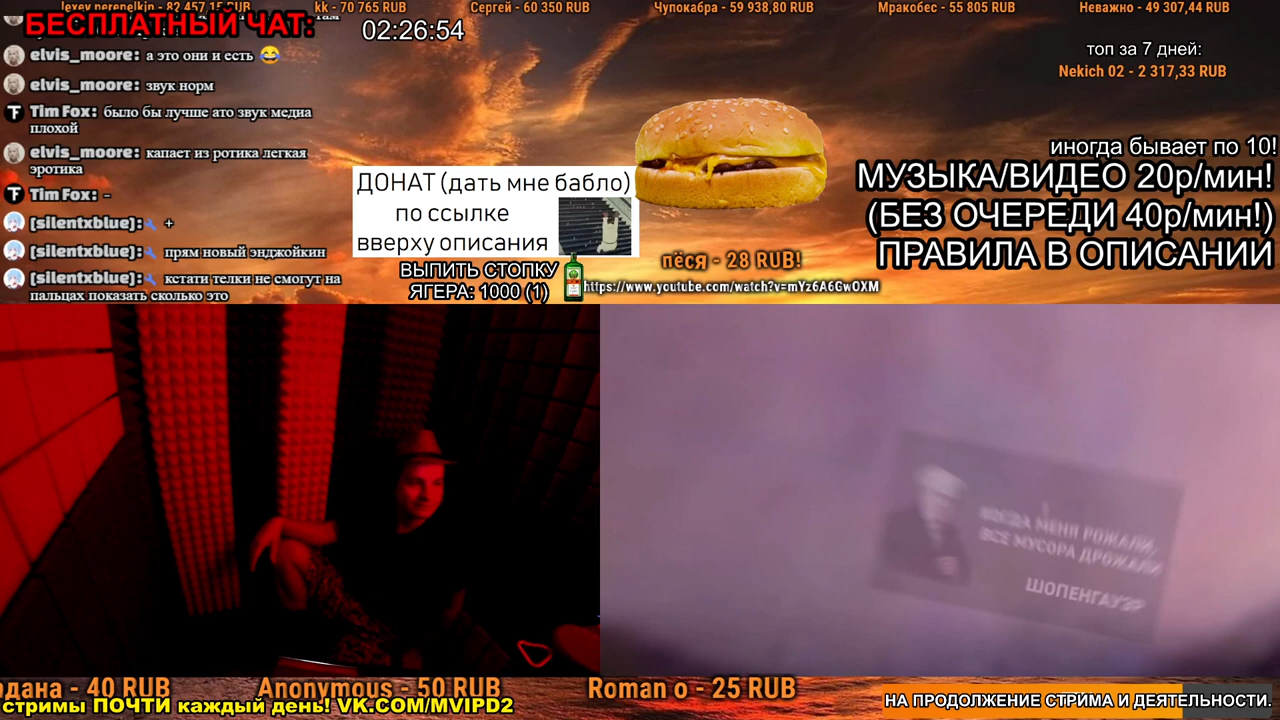 lexey perepelkin - 82 457,15 RUB
kk - 70 765 RUB
Сергей - 60 350 RUB
Чупокабра - 59 938,80 RUB
Мракобес - 55 805 RUB
Неважно - 49 307,44 RUB
БЕСПЛАТНЫЙ ЧАТ:
02:26:54
elvis_moore: а это они и есть 😂
elvis_moore: звук норм
Tim Fox: было бы лучше ато звук медиа
плохой
elvis_moore: капает из ротика легкая
эротика
Tim Fox: -
[silentxblue]: +
[silentxblue]: прям новый энджойкин
[silentxblue]: кстати телки не смогут на
пальцах показать сколько это
топ за 7 дней:
Nekich 02 - 2 317,33 RUB
ДОНАТ (дать мне бабло)
по ссылке
вверху описания
ВЫПИТЬ СТОПКУ
ЯГЕРА: 1000 (1)
пёся - 28 RUB!
https://www.youtube.com/watch?v=mYz6A6GwOXM
иногда бывает по 10!
МУЗЫКА/ВИДЕО 20р/мин!
(БЕЗ ОЧЕРЕДИ 40р/мин!)
ПРАВИЛА В ОПИСАНИИ
КОГДА МЕНЯ РОЖАЛИ,
ВСЕ МУСОРА ДРОЖАЛИ
ШОПЕНГАУЭР
дана - 40 RUB
Anonymous - 50 RUB
Roman o - 25 RUB
стримы ПОЧТИ каждый день! VK.COM/MVIPD2
НА ПРОДОЛЖЕНИЕ СТРИМА И ДЕЯТЕЛЬНОСТИ.